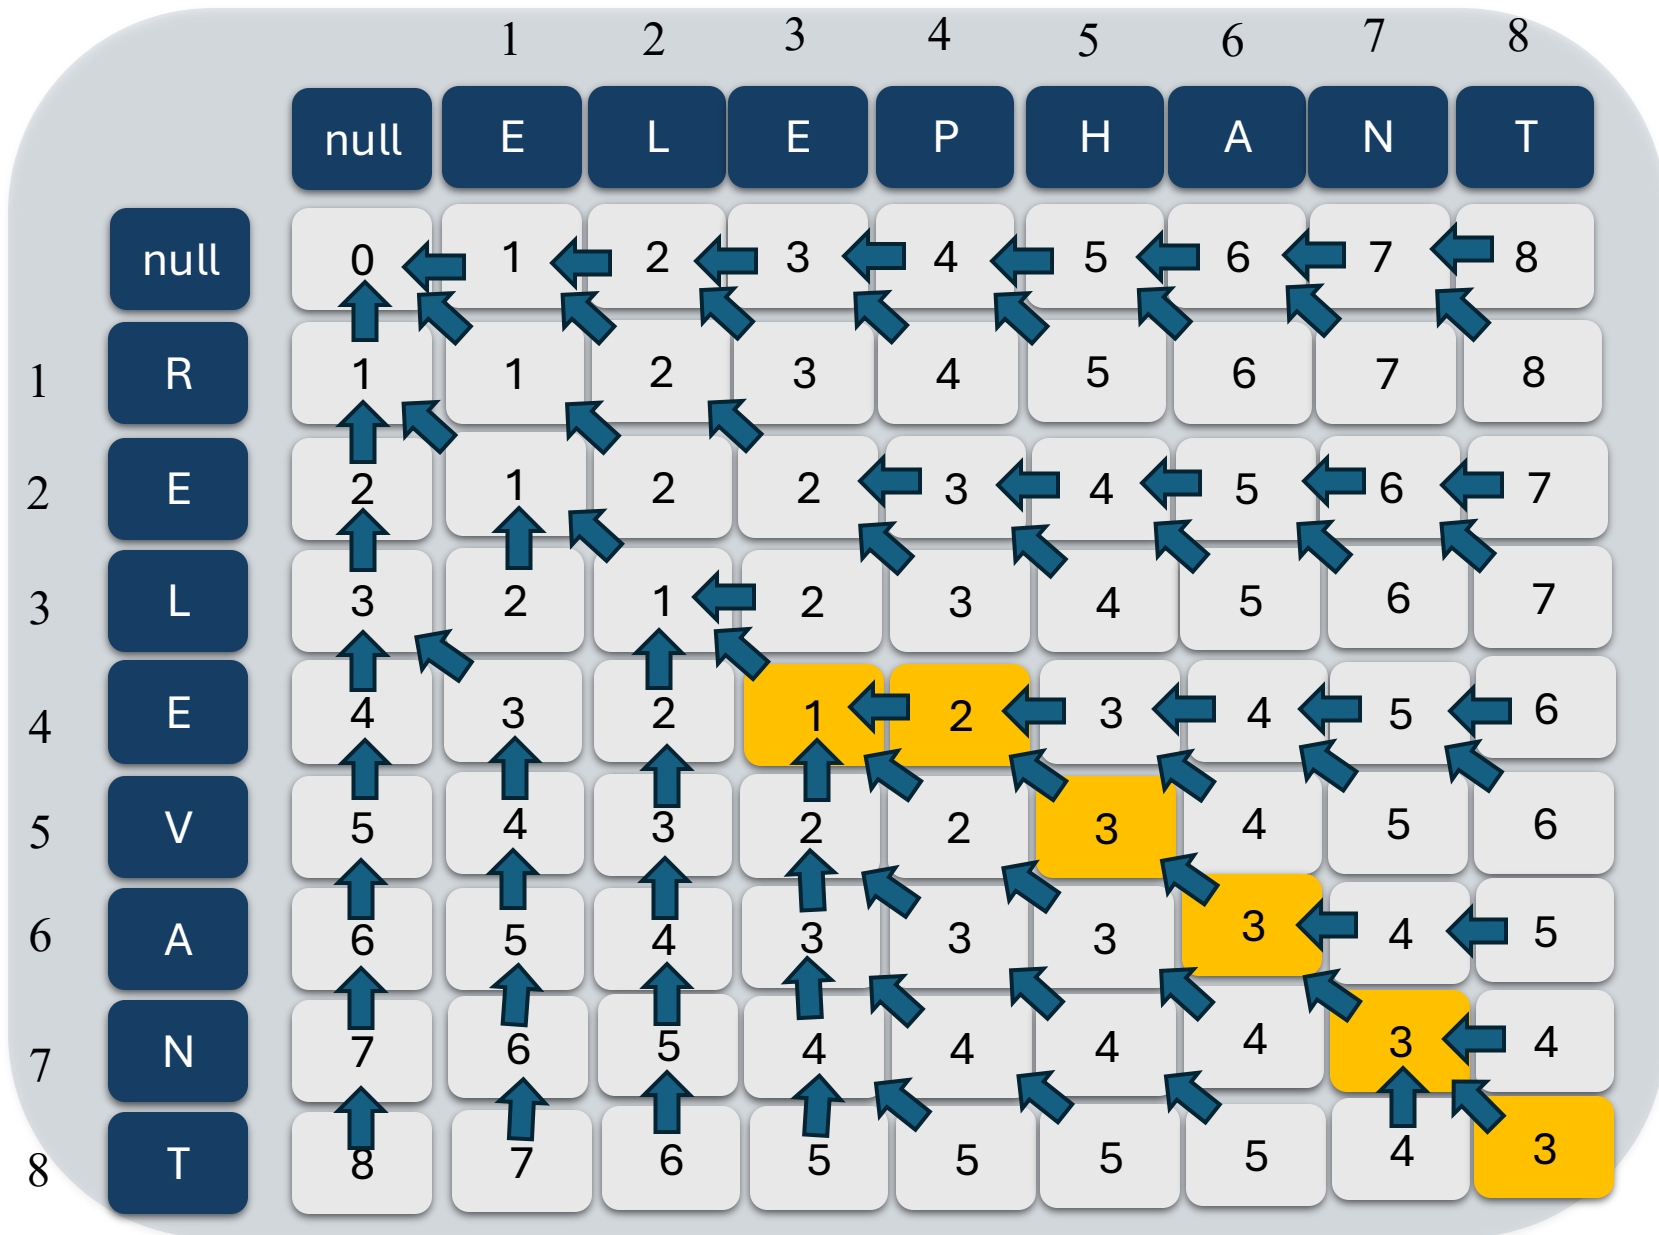 1 2 3 4 5 6 7 8
null E L E P H A N T
null 0 1 2 3 4 5 6 7 8
1 R 1 1 2 3 4 5 6 7 8
2 E 2 1 2 2 3 4 5 6 7
3 L 3 2 1 2 3 4 5 6 7
4 E 4 3 2 1 2 3 4 5 6
5 V 5 4 3 2 2 3 4 5 6
6 A 6 5 4 3 3 3 3 4 5
7 N 7 6 5 4 4 4 4 3 4
8 T 8 7 6 5 5 5 5 4 3